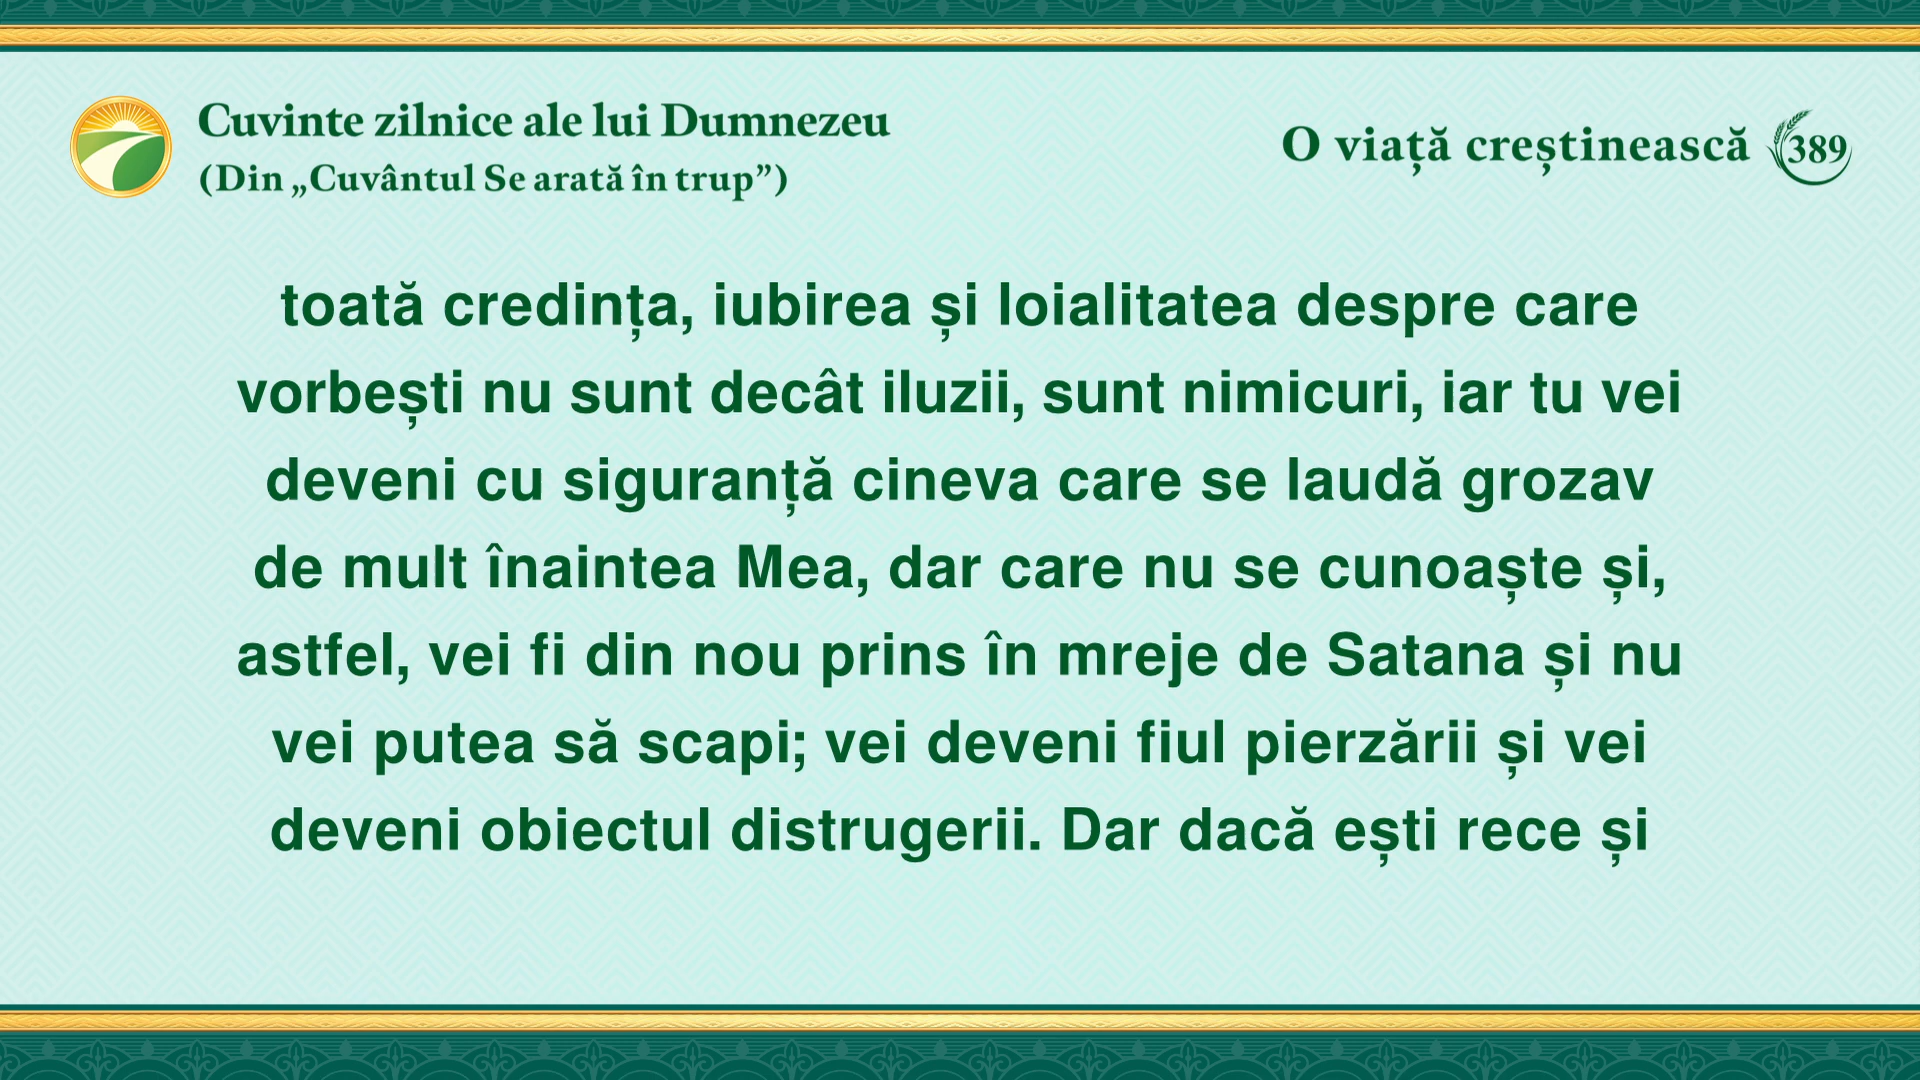 Cuvinte zilnice ale lui Dumnezeu
(Din „Cuvântul Se arată în trup”)
O viață creștinească 389
toată credința, iubirea și loialitatea despre care
vorbești nu sunt decât iluzii, sunt nimicuri, iar tu vei
deveni cu siguranță cineva care se laudă grozav
de mult înaintea Mea, dar care nu se cunoaște și,
astfel, vei fi din nou prins în mreje de Satana și nu
vei putea să scapi; vei deveni fiul pierzării și vei
deveni obiectul distrugerii. Dar dacă ești rece și